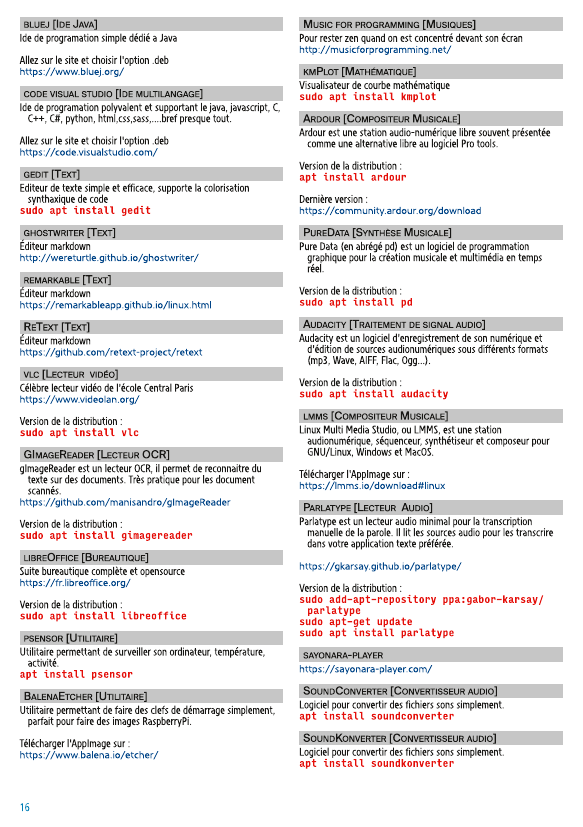 BLUEJ [IDE JAVA]
Ide de programation simple dédié a Java
Allez sur le site et choisir l'option .deb
https://www.bluej.org/
CODE VISUAL STUDIO [IDE MULTILANGAGE]
Ide de programation polyvalent et supportant le java, javascript, C,
C++, C#, python, html,css,sass,....bref presque tout.
Allez sur le site et choisir l'option .deb
https://code.visualstudio.com/
GEDIT [TEXT]
Editeur de texte simple et efficace, supporte la colorisation
synthaxique de code
sudo apt install gedit
GHOSTWRITER [TEXT]
Éditeur markdown
http://wereturtle.github.io/ghostwriter/
REMARKABLE [TEXT]
Éditeur markdown
https://remarkableapp.github.io/linux.html
RETEXT [TEXT]
Éditeur markdown
https://github.com/retext-project/retext
VLC [LECTEUR VIDÉO]
Célèbre lecteur vidéo de l'école Central Paris
https://www.videolan.org/
Version de la distribution :
sudo apt install vlc
GIMAGEREADER [LECTEUR OCR]
gImageReader est un lecteur OCR, il permet de reconnaitre du
texte sur des documents. Très pratique pour les document
scannés.
https://github.com/manisandro/gImageReader
Version de la distribution :
sudo apt install gimagereader
LIBREOFFICE [BUREAUTIQUE]
Suite bureautique complète et opensource
https://fr.libreoffice.org/
Version de la distribution :
sudo apt install libreoffice
PSENSOR [UTILITAIRE]
Utilitaire permettant de surveiller son ordinateur, température,
activité.
apt install psensor
BALENAETCHER [UTILITAIRE]
Utilitaire permettant de faire des clefs de démarrage simplement,
parfait pour faire des images RaspberryPi.
Télécharger l'AppImage sur :
https://www.balena.io/etcher/
MUSIC FOR PROGRAMMING [MUSIQUES]
Pour rester zen quand on est concentré devant son écran
http://musicforprogramming.net/
KMPLOT [MATHÉMATIQUE]
Visualisateur de courbe mathématique
sudo apt install kmplot
ARDOUR [COMPOSITEUR MUSICALE]
Ardour est une station audio-numérique libre souvent présentée
comme une alternative libre au logiciel Pro tools.
Version de la distribution :
apt install ardour
Dernière version :
https://community.ardour.org/download
PUREDATA [SYNTHÈSE MUSICALE]
Pure Data (en abrégé pd) est un logiciel de programmation
graphique pour la création musicale et multimédia en temps
réel.
Version de la distribution :
sudo apt install pd
AUDACITY [TRAITEMENT DE SIGNAL AUDIO]
Audacity est un logiciel d'enregistrement de son numérique et
d'édition de sources audionumériques sous différents formats
(mp3, Wave, AIFF, Flac, Ogg...).
Version de la distribution :
sudo apt install audacity
LMMS [COMPOSITEUR MUSICALE]
Linux Multi Media Studio, ou LMMS, est une station
audionumérique, séquenceur, synthétiseur et composeur pour
GNU/Linux, Windows et MacOS.
Télécharger l'AppImage sur :
https://lmms.io/download#linux
PARLATYPE [LECTEUR AUDIO]
Parlatype est un lecteur audio minimal pour la transcription
manuelle de la parole. Il lit les sources audio pour les transcrire
dans votre application texte préférée.
https://gkarsay.github.io/parlatype/
Version de la distribution :
sudo add-apt-repository ppa:gabor-karsay/
parlatype
sudo apt-get update
sudo apt install parlatype
SAYONARA-PLAYER
https://sayonara-player.com/
SOUNDCONVERTER [CONVERTISSEUR AUDIO]
Logiciel pour convertir des fichiers sons simplement.
apt install soundconverter
SOUNDKONVERTER [CONVERTISSEUR AUDIO]
Logiciel pour convertir des fichiers sons simplement.
apt install soundkonverter
16